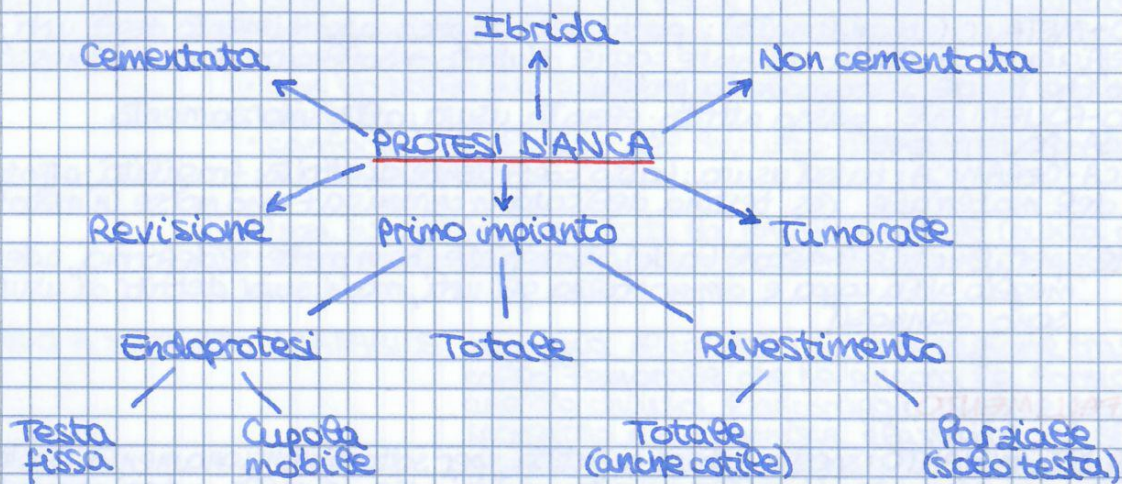 Ibrida
Cementata
Non cementata
PROTESI D'ANCA
Revisione
Primo impianto
Tumorale
Endoprotesi
Totale
Rivestimento
Testa
fissa
Cupola
mobile
Totale
(anche cotile)
Parziale
(solo testa)